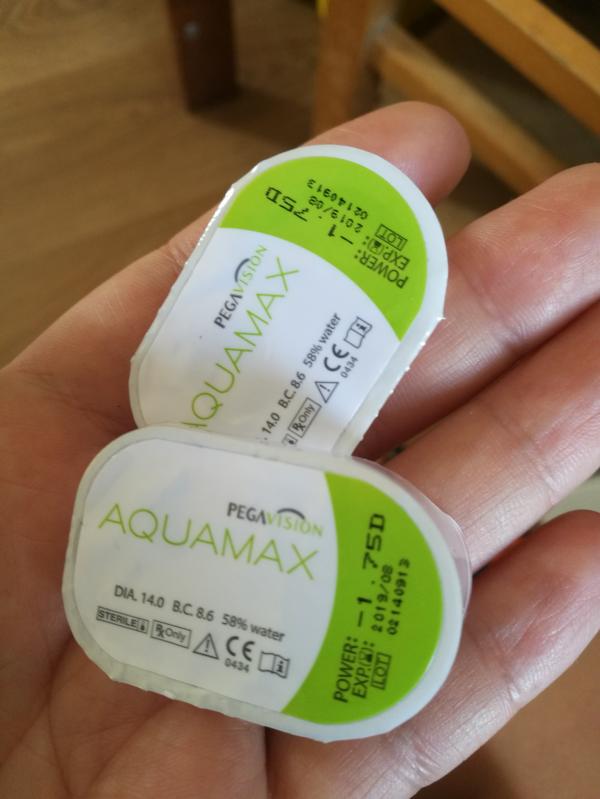 PEGAVISION
AQUAMAX
14.0 B.C. 8.6 58% water
Rx Only CE
0434
POWER: -1.75D
EXP: 2019/08
LOT 02140913
PEGAVISION
AQUAMAX
DIA. 14.0 B.C. 8.6 58% water
STERILE Rx Only CE
0434
POWER: -1.75D
EXP: 2019/08
LOT 02140913